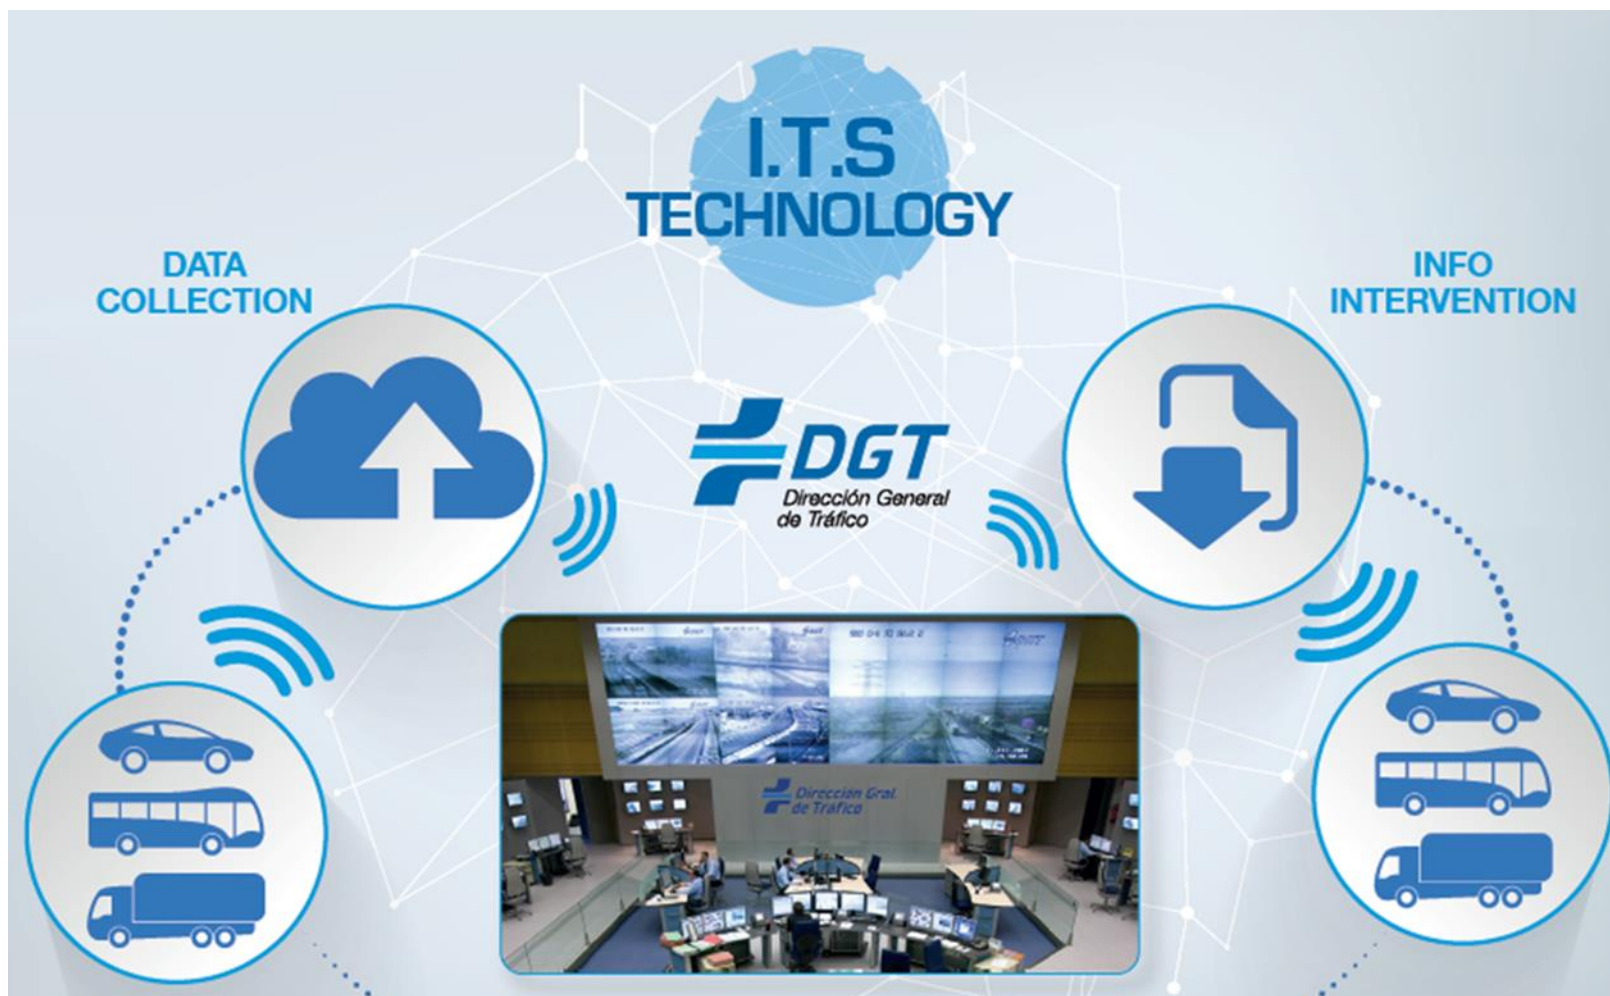 I.T.S
TECHNOLOGY
DATA
COLLECTION
INFO
INTERVENTION
DGT
Dirección General
de Tráfico
Dirección Gral.
de Tráfico